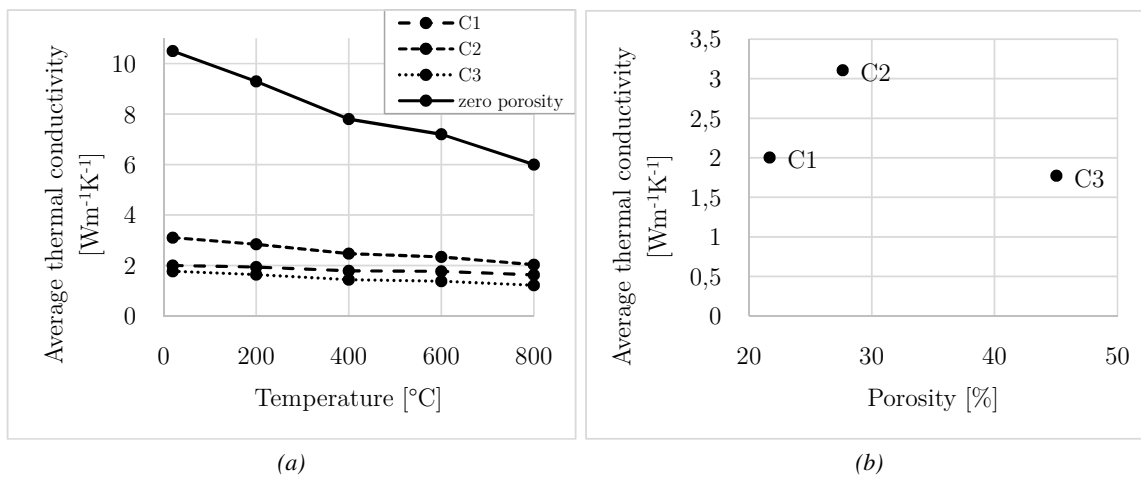 C1
C2
C3
zero porosity
Average thermal conductivity
[Wm⁻¹K⁻¹]
10
8
6
4
2
0
0 200 400 600 800
Temperature [°C]
(a)
Average thermal conductivity
[Wm⁻¹K⁻¹]
3,5
3
2,5
2
1,5
1
0,5
0
C2
C1
C3
20 30 40 50
Porosity [%]
(b)